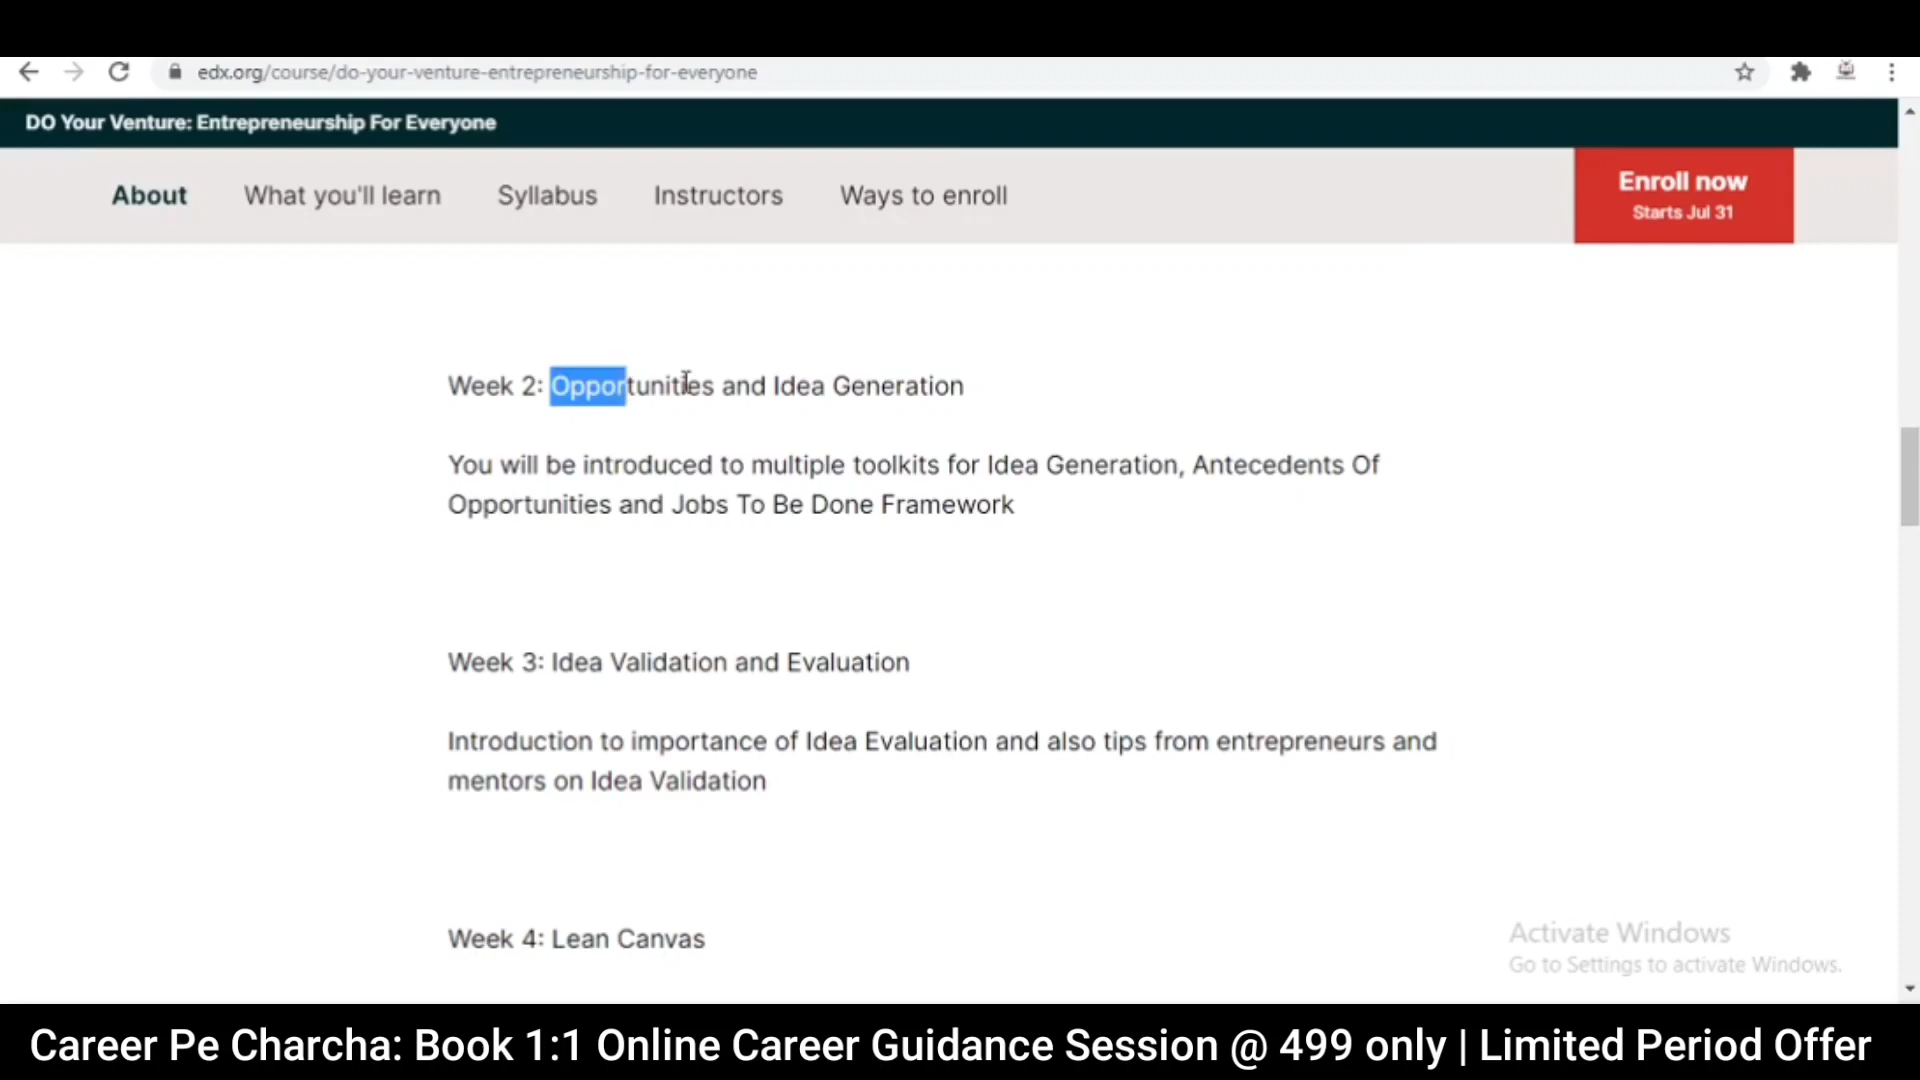 edx.org/course/do-your-venture-entrepreneurship-for-everyone
DO Your Venture: Entrepreneurship For Everyone
About What you'll learn Syllabus Instructors Ways to enroll
Enroll now
Starts Jul 31
Week 2: Opportunities and Idea Generation
You will be introduced to multiple toolkits for Idea Generation, Antecedents Of
Opportunities and Jobs To Be Done Framework
Week 3: Idea Validation and Evaluation
Introduction to importance of Idea Evaluation and also tips from entrepreneurs and
mentors on Idea Validation
Week 4: Lean Canvas
Activate Windows
Go to Settings to activate Windows.
Career Pe Charcha: Book 1:1 Online Career Guidance Session @ 499 only | Limited Period Offer